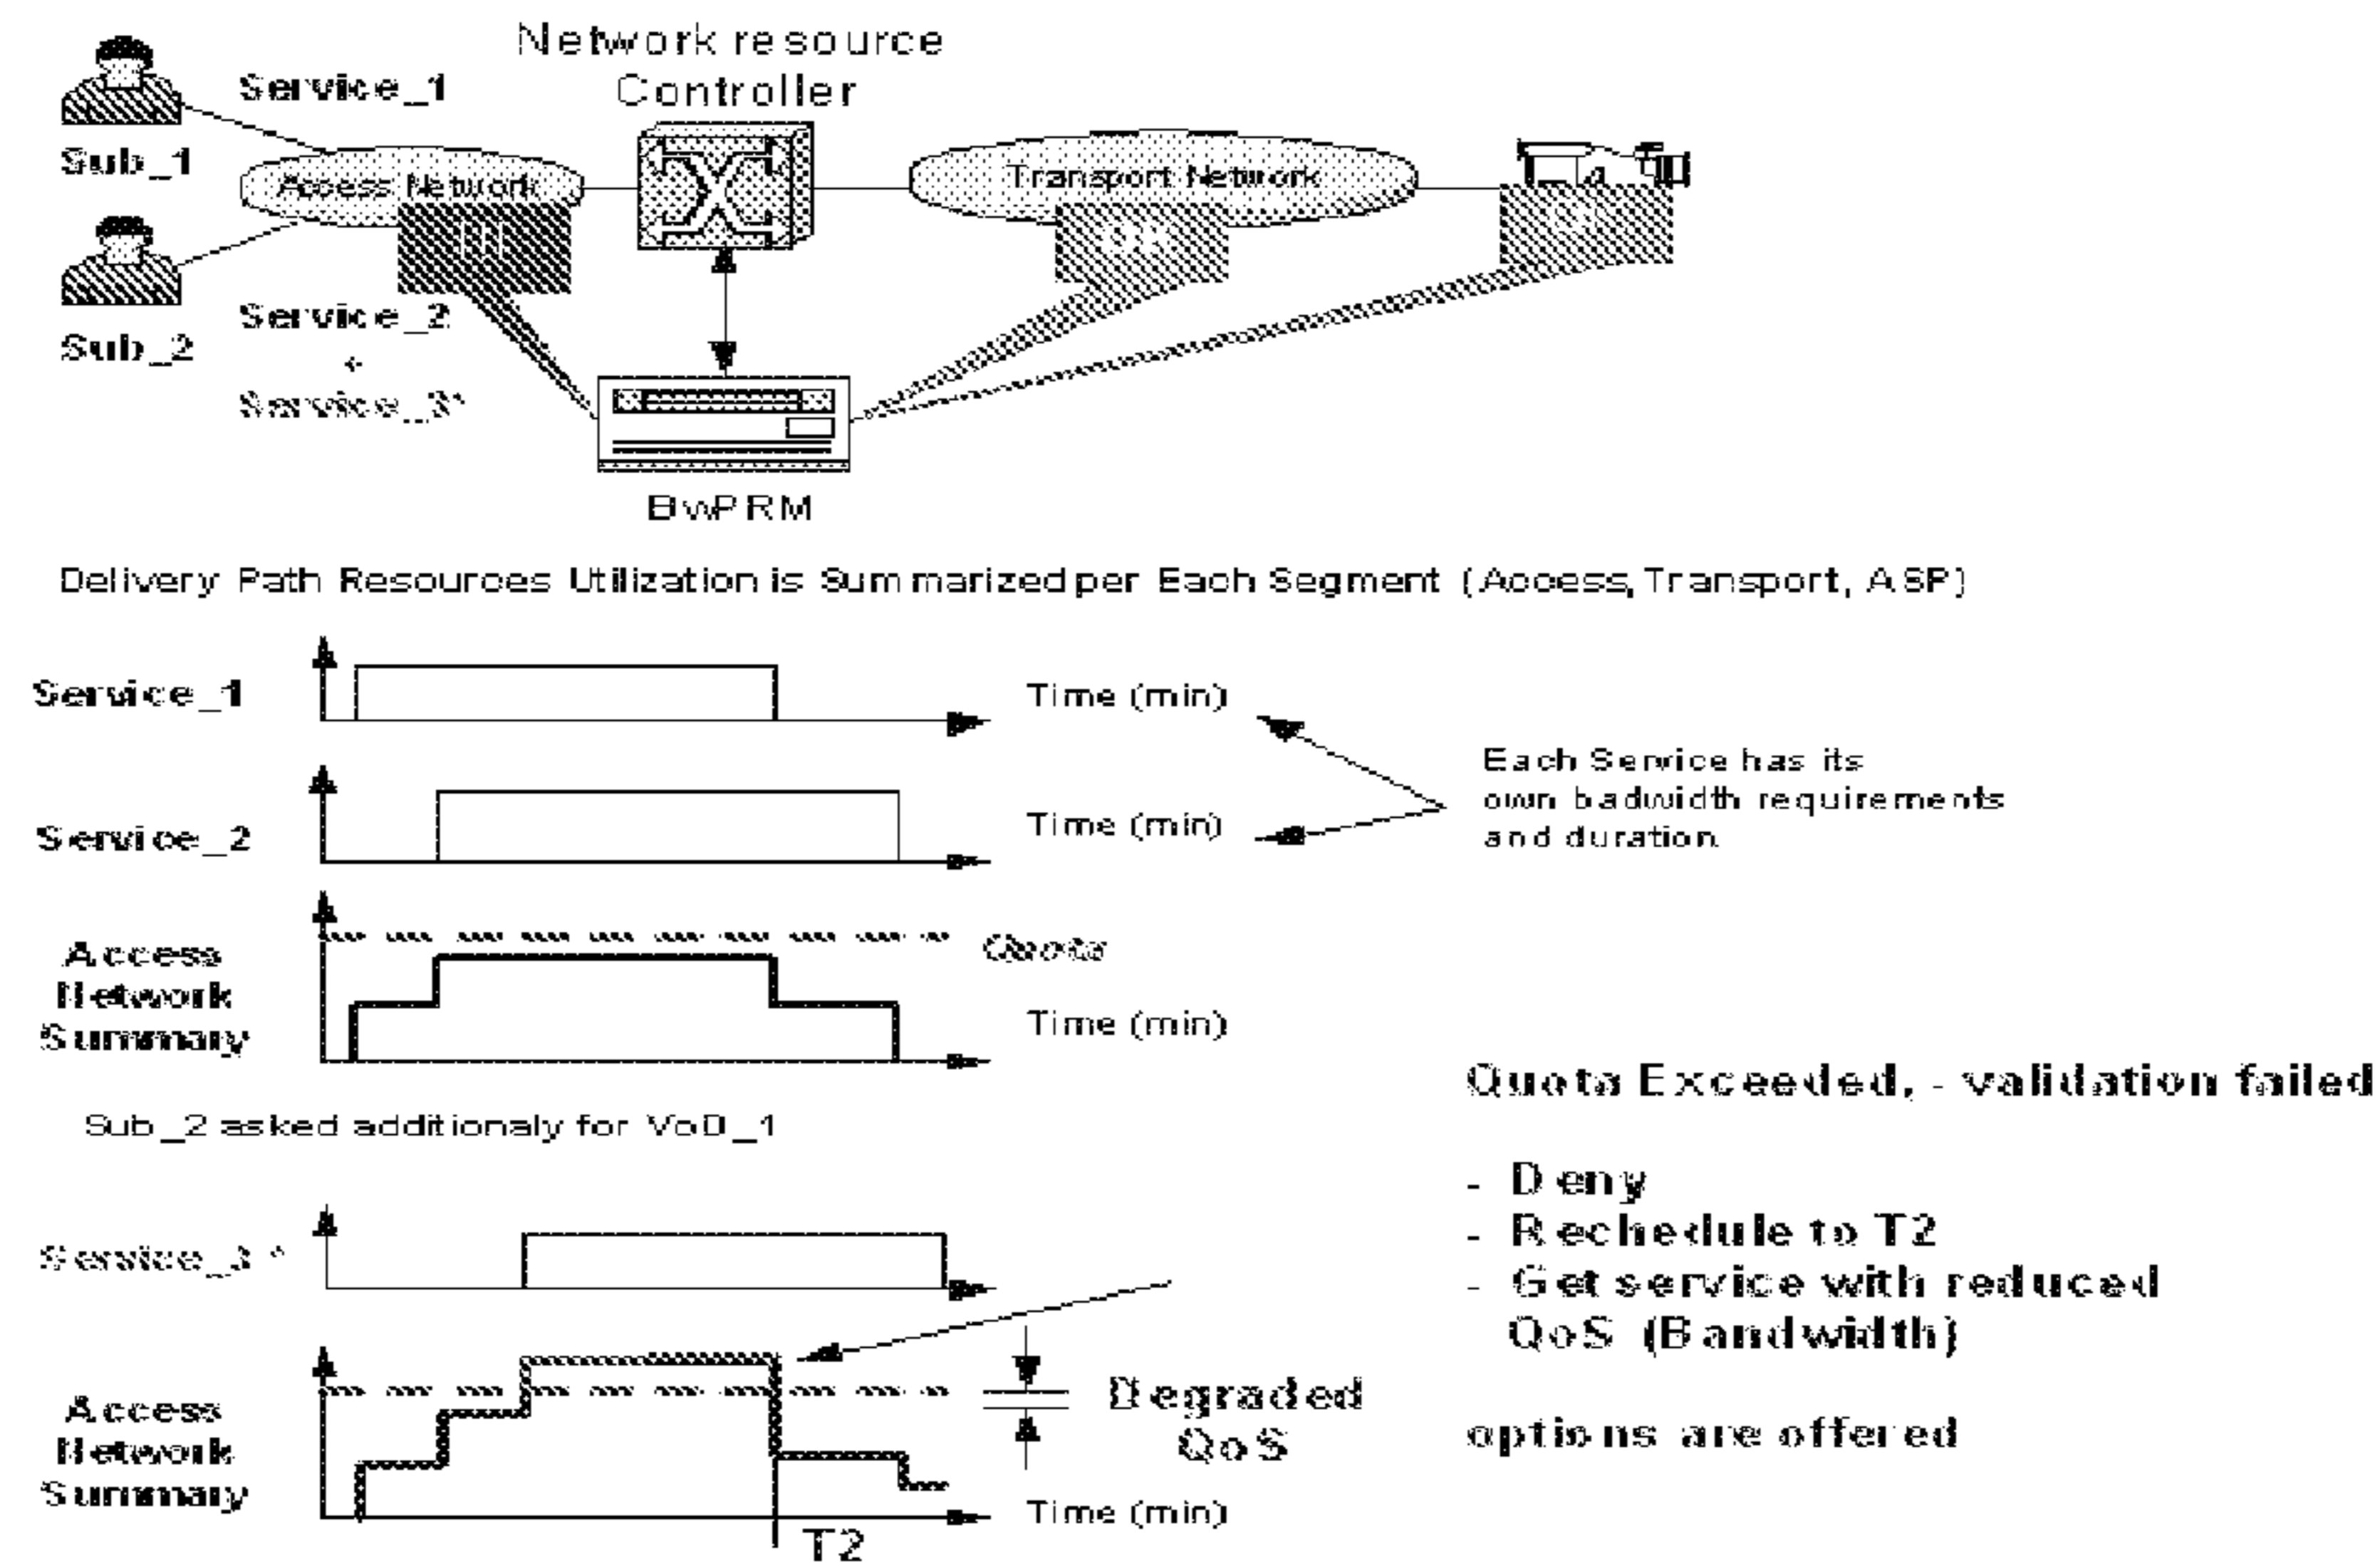 Network resource
Controller
Service_1
Sub_1
Access Network
Transport Network
OK
Service_2
+
Sub_2
Service_3*
BwPRM
Delivery Path Resources Utilization is Summarized per Each Segment (Access, Transport, ASP)
Service_1
Time (min)
Each Service has its
own badwidth requirements
and duration
Service_2
Time (min)
Quota
Access
Network
Summary
Time (min)
Quota Exceeded, - validation failed
Sub_2 asked additionaly for VoD_1
- Deny
- Rechedule to T2
- Get service with reduced
QoS (Bandwidth)
options are offered
Service_3 *
Degraded
QoS
Access
Network
Summary
Time (min)
T2